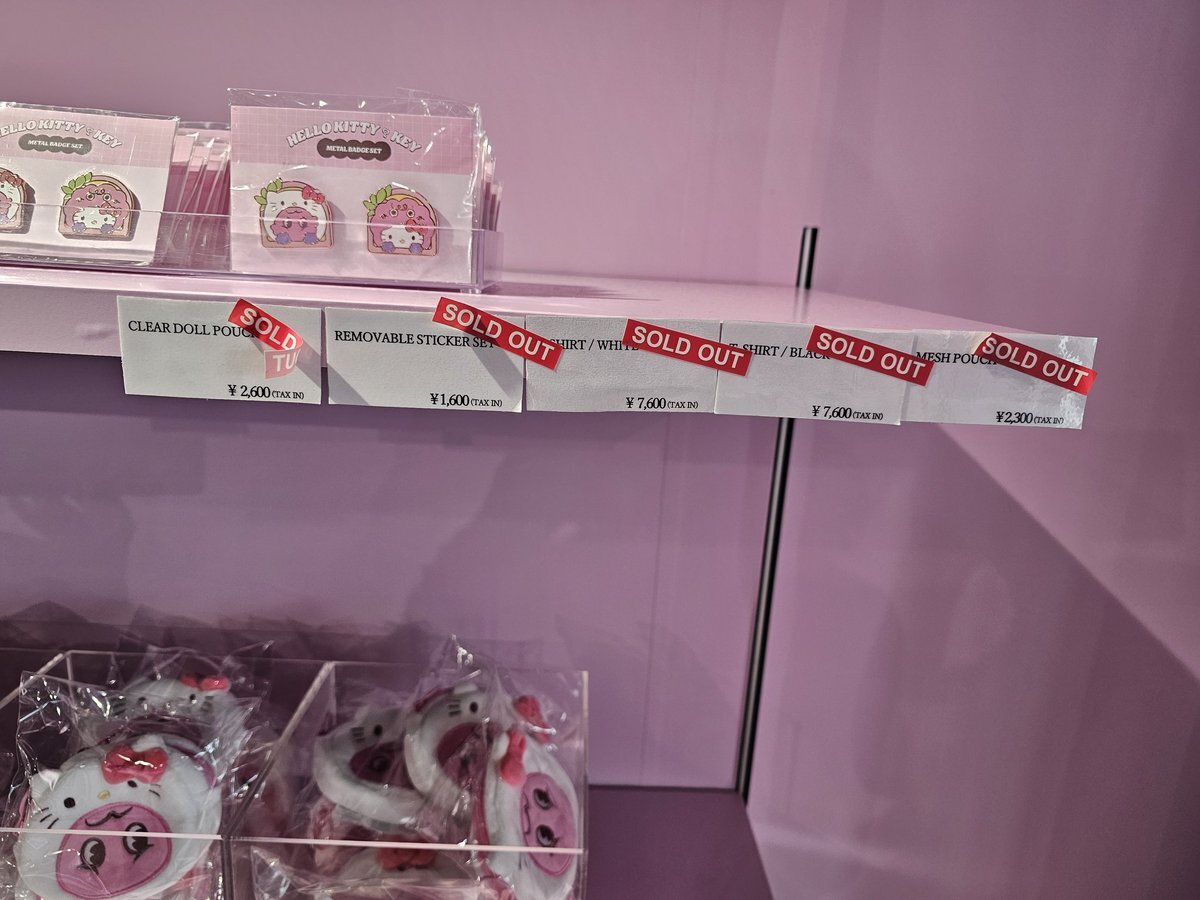 ELLO KITTY KEY
METAL BADGE SET
HELLO KITTY KEY
METAL BADGE SET
CLEAR DOLL POUC
SOLD
TU
¥ 2,600 (TAX IN)
REMOVABLE STICKER SET
SOLD OUT
¥1,600 (TAX IN)
SHIRT / WHITE
SOLD OUT
¥ 7,600 (TAX IN)
T-SHIRT / BLACK
SOLD OUT
¥ 7,600 (TAX IN)
MESH POUCH
SOLD OUT
¥2,300 (TAX IN)